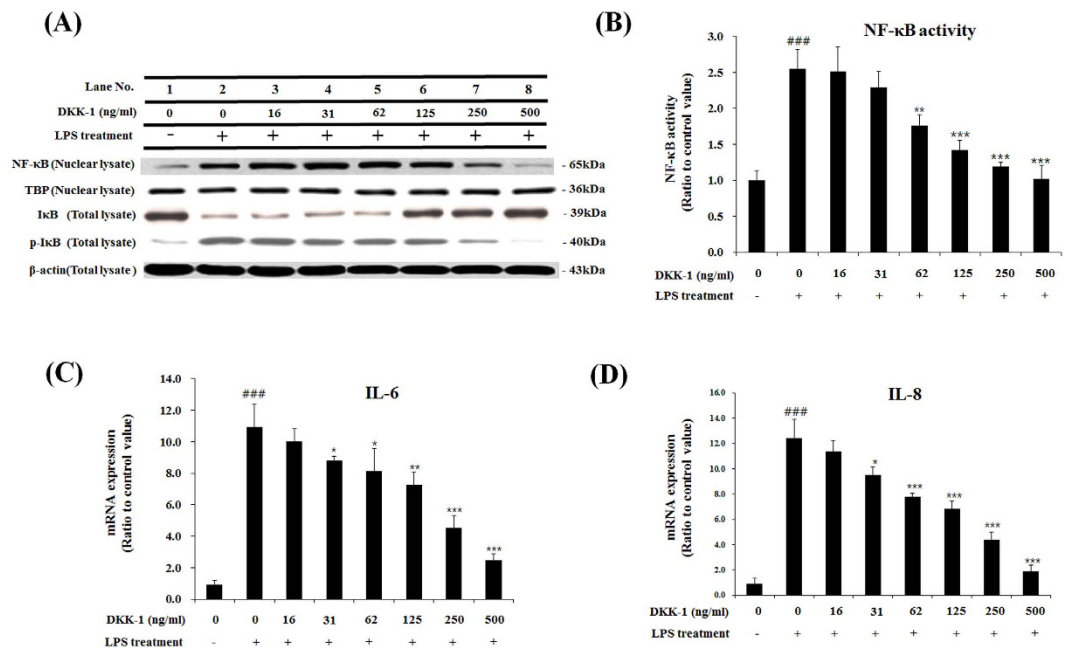 (A)
Lane No. 1 2 3 4 5 6 7 8
DKK-1 (ng/ml) 0 0 16 31 62 125 250 500
LPS treatment - + + + + + + +
NF-κB (Nuclear lysate) - 65kDa
TBP (Nuclear lysate) - 36kDa
IκB (Total lysate) - 39kDa
p-IκB (Total lysate) - 40kDa
β-actin(Total lysate) - 43kDa
(B)
NF-κB activity
NF-κB activity
(Ratio to control value)
3.0
2.5
2.0
1.5
1.0
0.5
0.0
###
**
***
***
***
DKK-1 (ng/ml) 0 0 16 31 62 125 250 500
LPS treatment - + + + + + + +
(C)
IL-6
mRNA expression
(Ratio to control value)
14.0
12.0
10.0
8.0
6.0
4.0
2.0
0.0
###
*
*
**
***
***
DKK-1 (ng/ml) 0 0 16 31 62 125 250 500
LPS treatment - + + + + + + +
(D)
IL-8
mRNA expression
(Ratio to control value)
16.0
14.0
12.0
10.0
8.0
6.0
4.0
2.0
0.0
###
*
***
***
***
***
DKK-1 (ng/ml) 0 0 16 31 62 125 250 500
LPS treatment - + + + + + + +